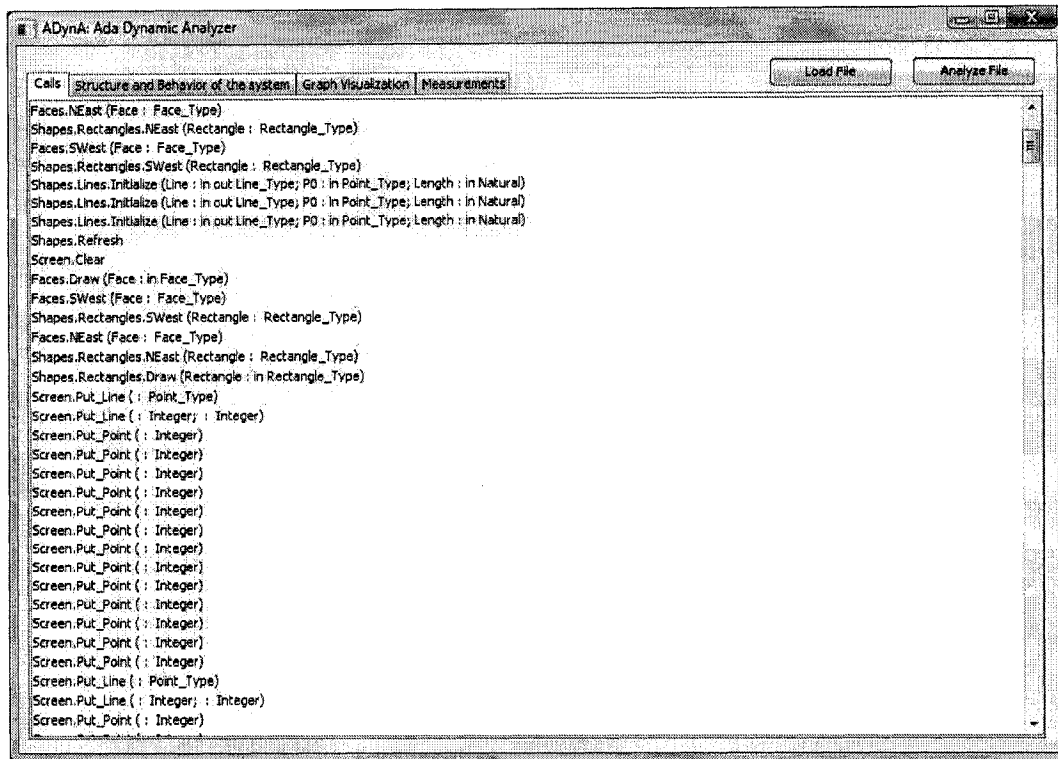 ADynA: Ada Dynamic Analyzer
Load File Analyze File
Calls Structure and Behavior of the system Graph Visualization Measurements
Faces.NEast (Face : Face_Type)
Shapes.Rectangles.NEast (Rectangle : Rectangle_Type)
Faces.SWest (Face : Face_Type)
Shapes.Rectangles.SWest (Rectangle : Rectangle_Type)
Shapes.Lines.Initialize (Line : in out Line_Type; P0 : in Point_Type; Length : in Natural)
Shapes.Lines.Initialize (Line : in out Line_Type; P0 : in Point_Type; Length : in Natural)
Shapes.Lines.Initialize (Line : in out Line_Type; P0 : in Point_Type; Length : in Natural)
Shapes.Refresh
Screen.Clear
Faces.Draw (Face : in Face_Type)
Faces.SWest (Face : Face_Type)
Shapes.Rectangles.SWest (Rectangle : Rectangle_Type)
Faces.NEast (Face : Face_Type)
Shapes.Rectangles.NEast (Rectangle : Rectangle_Type)
Shapes.Rectangles.Draw (Rectangle : in Rectangle_Type)
Screen.Put_Line ( : Point_Type)
Screen.Put_Line ( : Integer; : Integer)
Screen.Put_Point ( : Integer)
Screen.Put_Point ( : Integer)
Screen.Put_Point ( : Integer)
Screen.Put_Point ( : Integer)
Screen.Put_Point ( : Integer)
Screen.Put_Point ( : Integer)
Screen.Put_Point ( : Integer)
Screen.Put_Point ( : Integer)
Screen.Put_Point ( : Integer)
Screen.Put_Point ( : Integer)
Screen.Put_Point ( : Integer)
Screen.Put_Point ( : Integer)
Screen.Put_Point ( : Integer)
Screen.Put_Line ( : Point_Type)
Screen.Put_Line ( : Integer; : Integer)
Screen.Put_Point ( : Integer)